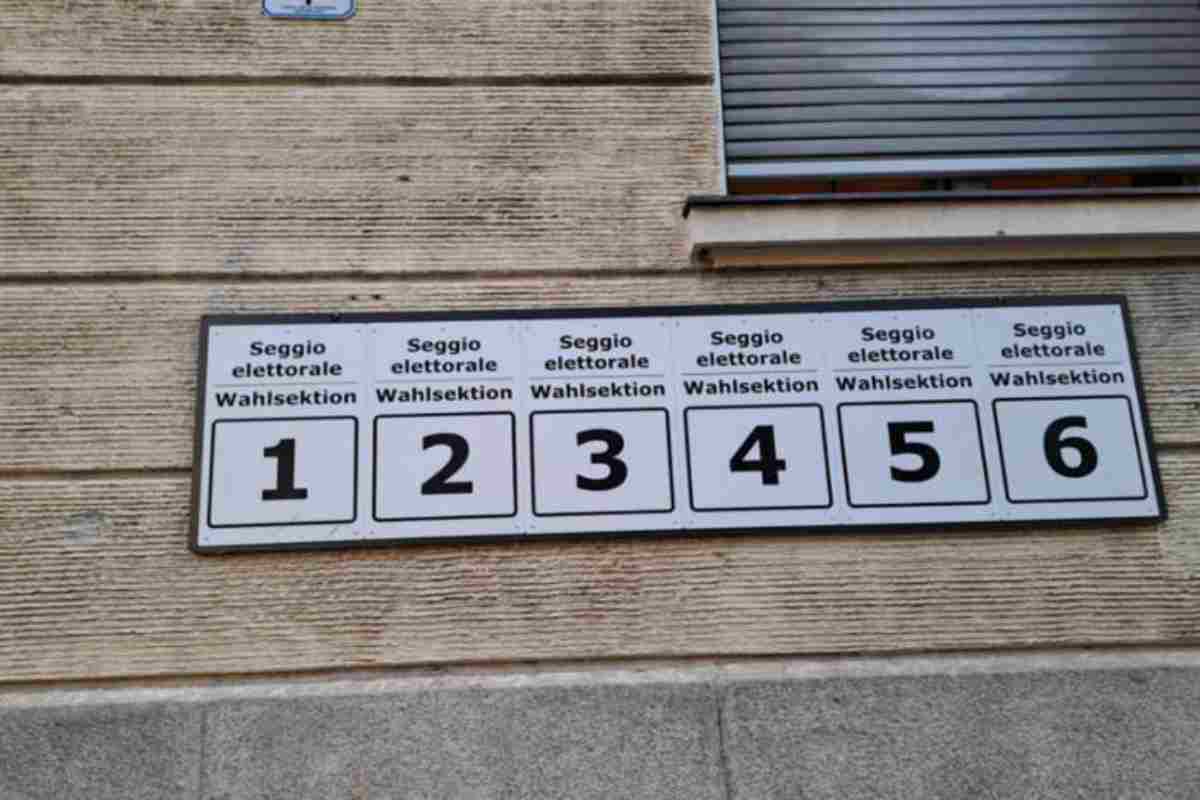 Seggio
elettorale
Wahlsektion
1
Seggio
elettorale
Wahlsektion
2
Seggio
elettorale
Wahlsektion
3
Seggio
elettorale
Wahlsektion
4
Seggio
elettorale
Wahlsektion
5
Seggio
elettorale
Wahlsektion
6